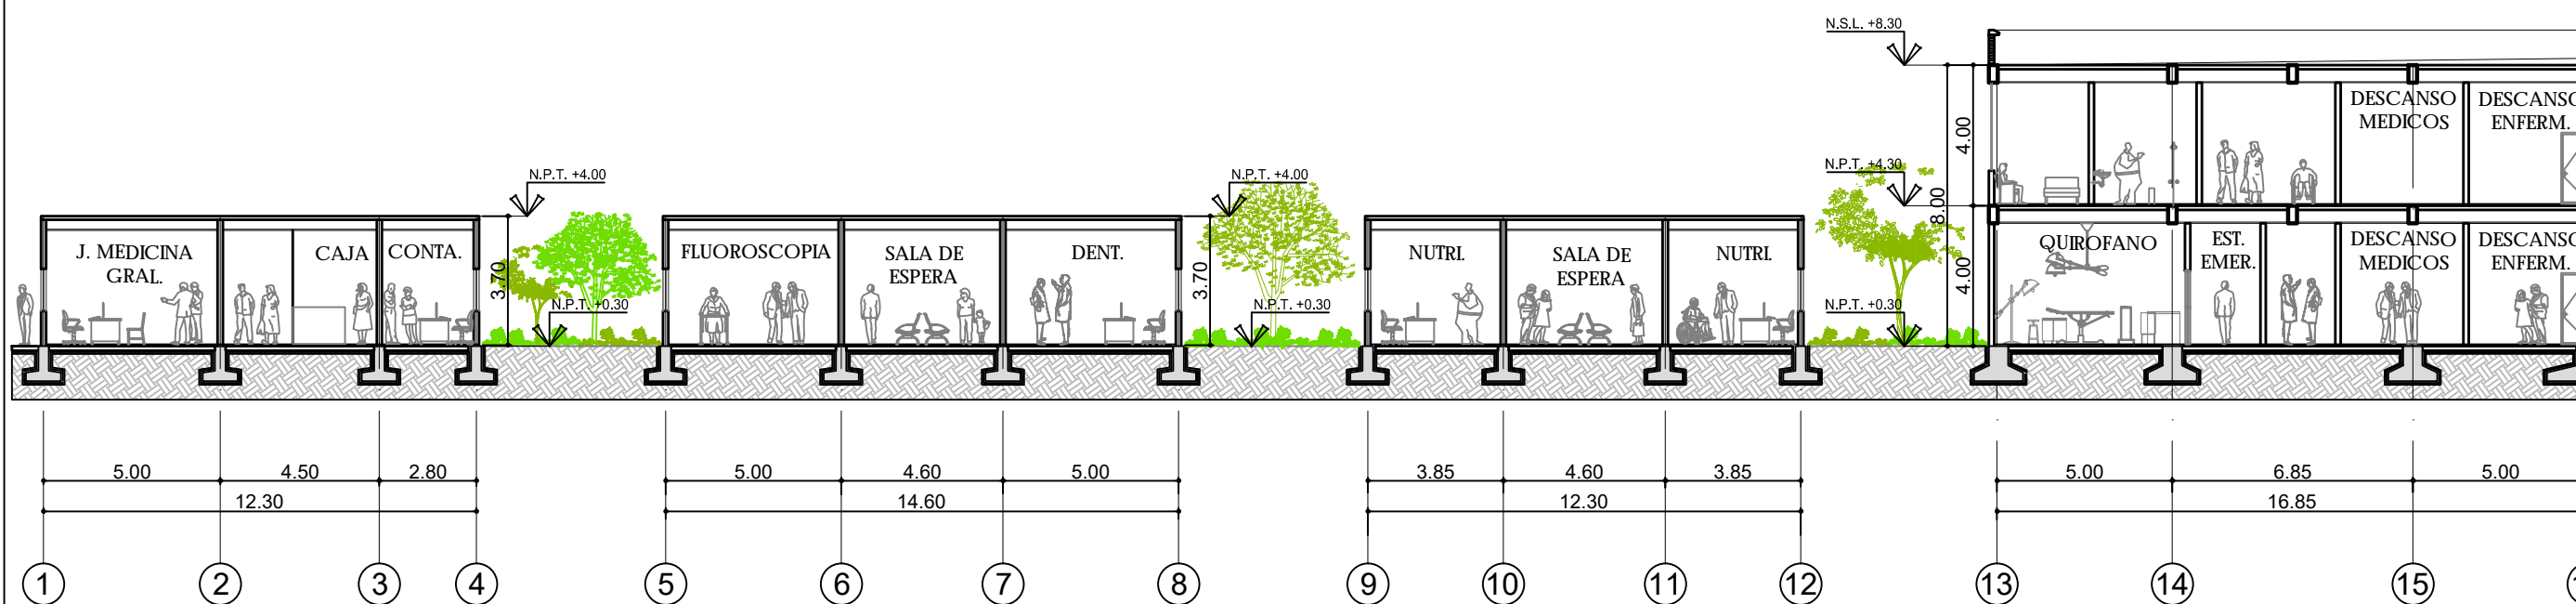 N.S.L. +8.30
4.00
DESCANSO
MEDICOS
DESCANSO
ENFERM.
N.P.T. +4.00
N.P.T. +4.00
N.P.T. +4.30
8.00
J. MEDICINA
GRAL.
CAJA
CONTA.
3.70
FLUOROSCOPIA
SALA DE
ESPERA
DENT.
3.70
NUTRI.
SALA DE
ESPERA
NUTRI.
4.00
QUIROFANO
EST.
EMER.
DESCANSO
MEDICOS
DESCANSO
ENFERM.
N.P.T. +0.30
N.P.T. +0.30
N.P.T. +0.30
5.00 4.50 2.80 5.00 4.60 5.00 3.85 4.60 3.85 5.00 6.85 5.00
12.30 14.60 12.30 16.85
1 2 3 4 5 6 7 8 9 10 11 12 13 14 15